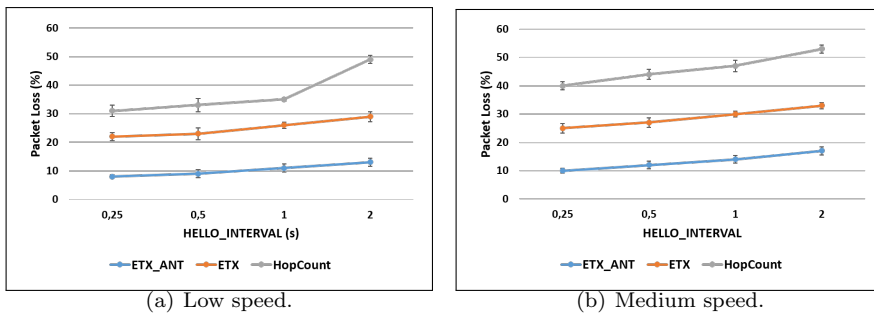 60
50
40
30
20
10
0
Packet Loss (%)
0,25 0,5 1 2
HELLO_INTERVAL (s)
ETX_ANT ETX HopCount
(a) Low speed.
60
50
40
30
20
10
0
Packet Loss (%)
0,25 0,5 1 2
HELLO_INTERVAL
ETX_ANT ETX HopCount
(b) Medium speed.